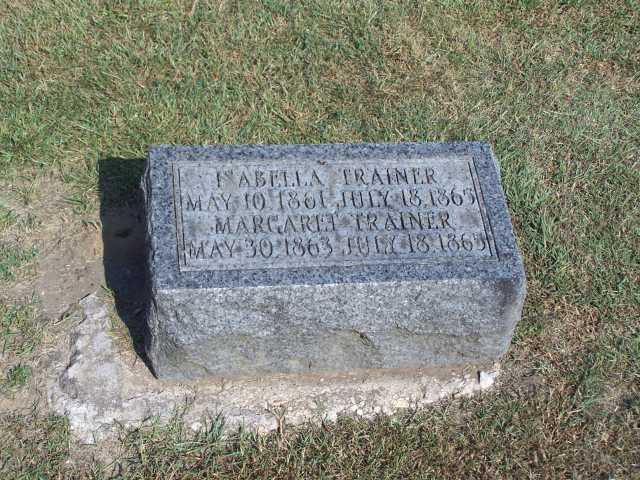 ISABELLA TRAINER
MAY 10 1861 JULY 18 1865
MARGARET TRAINER
MAY 30 1863 JULY 18 1865